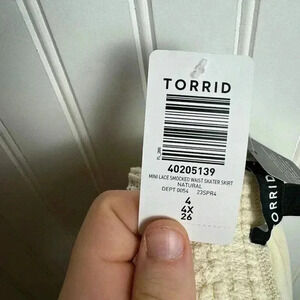 TORRID
40205139
MINI LACE SMOCKED WAIST SKATER SKIRT
NATURAL
DEPT 0054 23SPR4
4
4X
26
TORRID